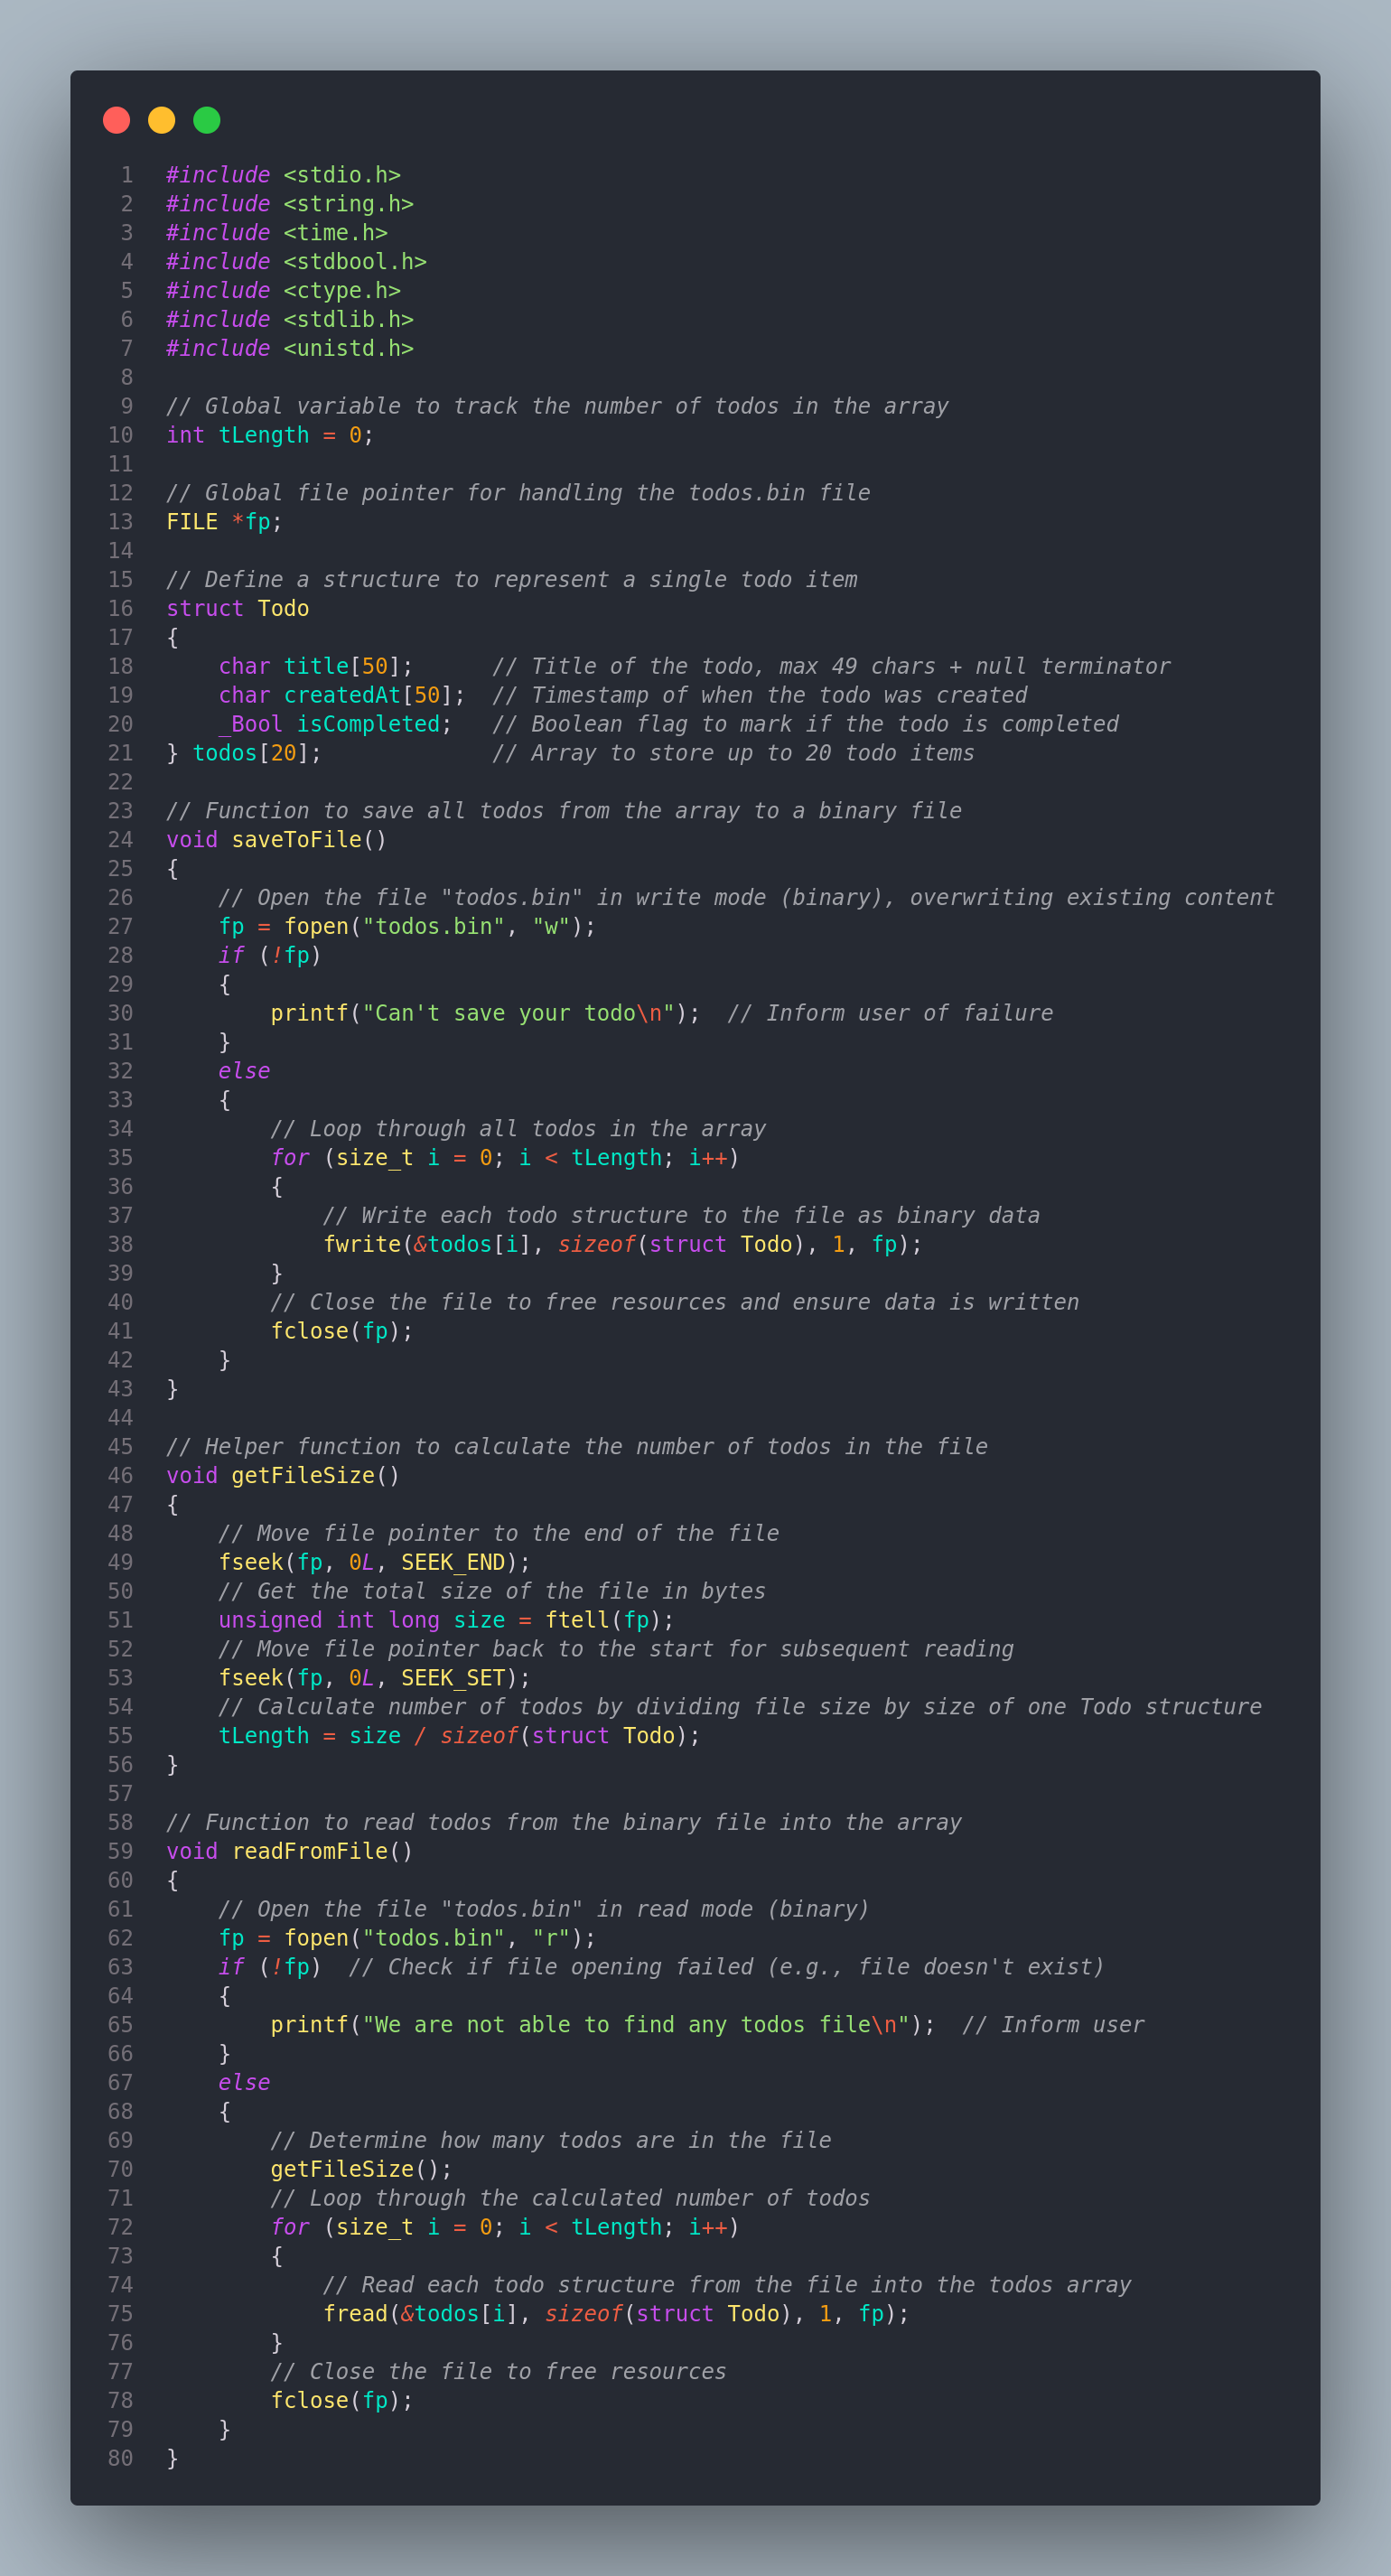 1 #include <stdio.h>
2 #include <string.h>
3 #include <time.h>
4 #include <stdbool.h>
5 #include <ctype.h>
6 #include <stdlib.h>
7 #include <unistd.h>
8
9 // Global variable to track the number of todos in the array
10 int tLength = 0;
11
12 // Global file pointer for handling the todos.bin file
13 FILE *fp;
14
15 // Define a structure to represent a single todo item
16 struct Todo
17 {
18     char title[50];      // Title of the todo, max 49 chars + null terminator
19     char createdAt[50];  // Timestamp of when the todo was created
20     _Bool isCompleted;   // Boolean flag to mark if the todo is completed
21 } todos[20];             // Array to store up to 20 todo items
22
23 // Function to save all todos from the array to a binary file
24 void saveToFile()
25 {
26     // Open the file "todos.bin" in write mode (binary), overwriting existing content
27     fp = fopen("todos.bin", "w");
28     if (!fp)
29     {
30         printf("Can't save your todo\n");  // Inform user of failure
31     }
32     else
33     {
34         // Loop through all todos in the array
35         for (size_t i = 0; i < tLength; i++)
36         {
37             // Write each todo structure to the file as binary data
38             fwrite(&todos[i], sizeof(struct Todo), 1, fp);
39         }
40         // Close the file to free resources and ensure data is written
41         fclose(fp);
42     }
43 }
44
45 // Helper function to calculate the number of todos in the file
46 void getFileSize()
47 {
48     // Move file pointer to the end of the file
49     fseek(fp, 0L, SEEK_END);
50     // Get the total size of the file in bytes
51     unsigned int long size = ftell(fp);
52     // Move file pointer back to the start for subsequent reading
53     fseek(fp, 0L, SEEK_SET);
54     // Calculate number of todos by dividing file size by size of one Todo structure
55     tLength = size / sizeof(struct Todo);
56 }
57
58 // Function to read todos from the binary file into the array
59 void readFromFile()
60 {
61     // Open the file "todos.bin" in read mode (binary)
62     fp = fopen("todos.bin", "r");
63     if (!fp)  // Check if file opening failed (e.g., file doesn't exist)
64     {
65         printf("We are not able to find any todos file\n");  // Inform user
66     }
67     else
68     {
69         // Determine how many todos are in the file
70         getFileSize();
71         // Loop through the calculated number of todos
72         for (size_t i = 0; i < tLength; i++)
73         {
74             // Read each todo structure from the file into the todos array
75             fread(&todos[i], sizeof(struct Todo), 1, fp);
76         }
77         // Close the file to free resources
78         fclose(fp);
79     }
80 }